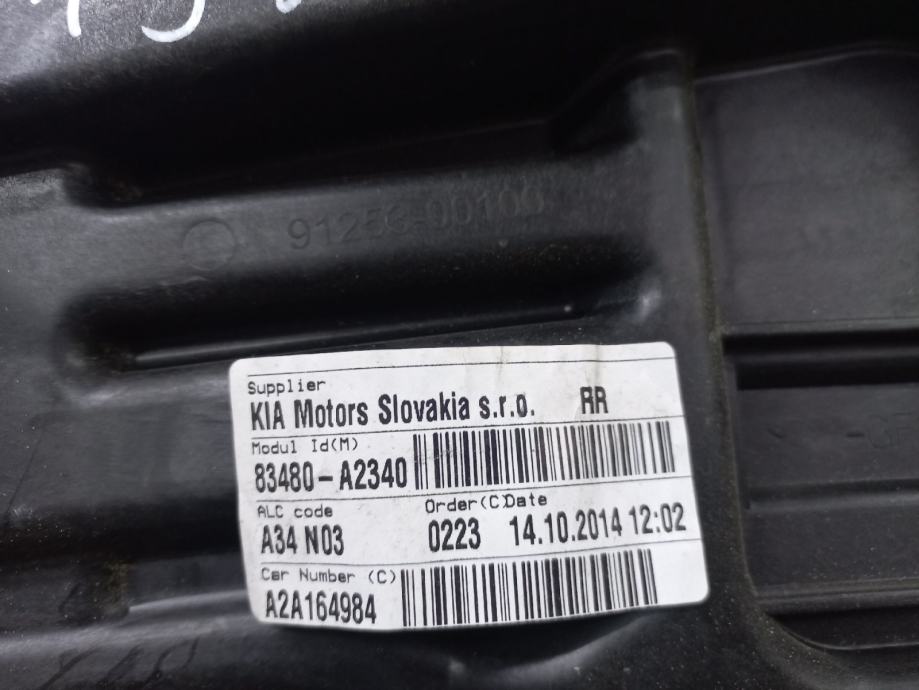 91256-00100
Supplier
KIA Motors Slovakia s.r.o. RR
Modul Id(M)
83480-A2340
ALC code Order(C)Date
A34 N03 0223 14.10.2014 12:02
Car Number (C)
A2A164984